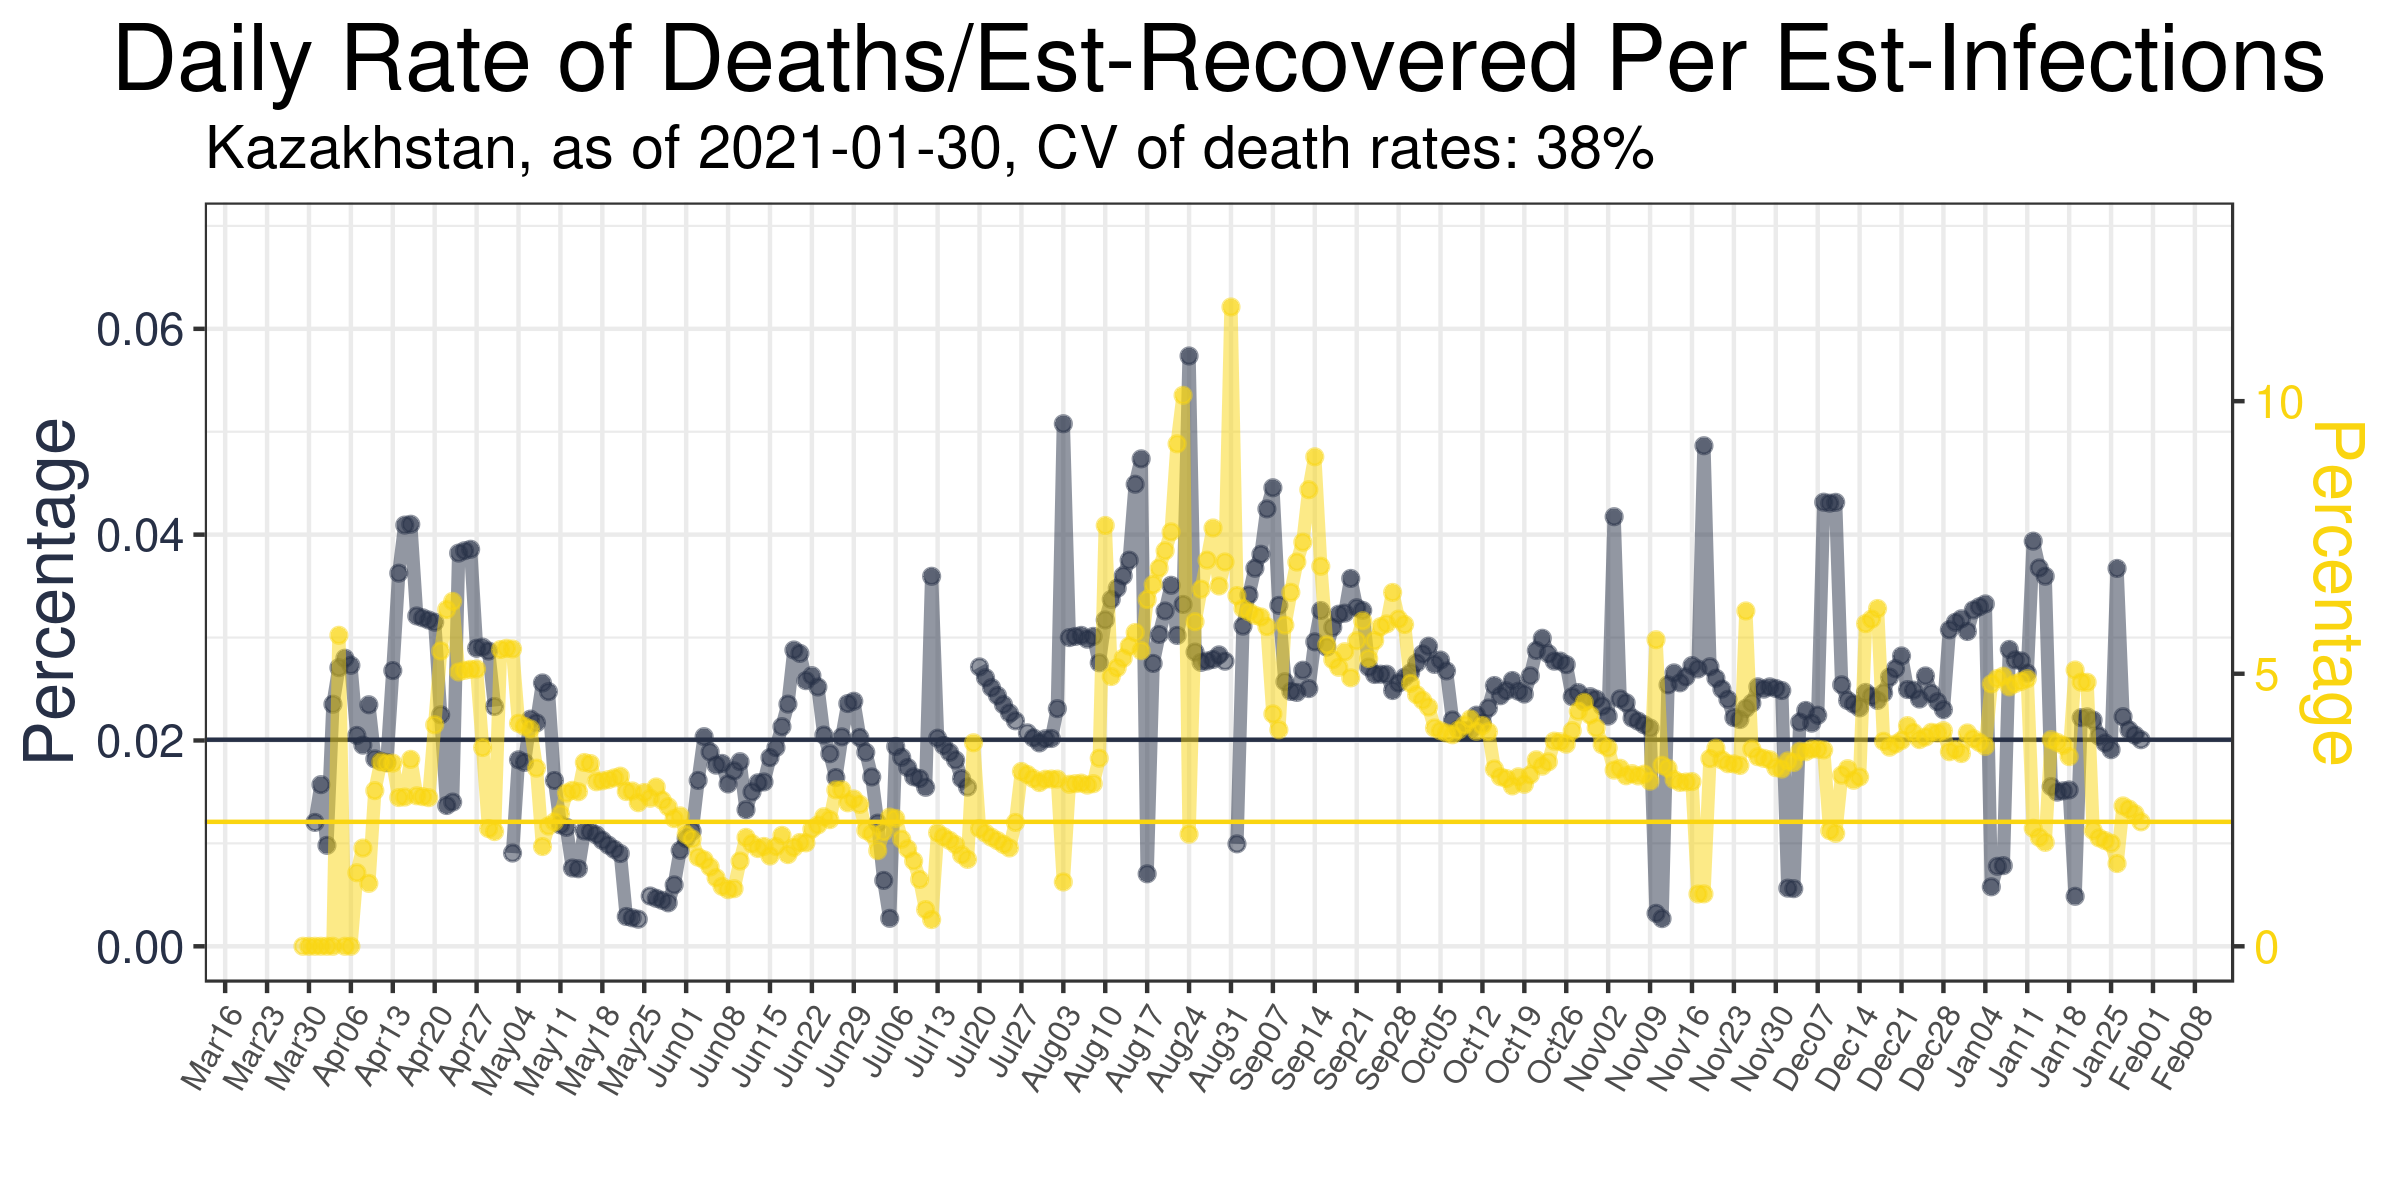 Daily Rate of Deaths/Est-Recovered Per Est-Infections
Kazakhstan, as of 2021-01-30, CV of death rates: 38%
Percentage
0.06
0.04
0.02
0.00
10
5
0
Percentage
Mar16 Mar23 Mar30 Apr06 Apr13 Apr20 Apr27 May04 May11 May18 May25 Jun01 Jun08 Jun15 Jun22 Jun29 Jul06 Jul13 Jul20 Jul27 Aug03 Aug10 Aug17 Aug24 Aug31 Sep07 Sep14 Sep21 Sep28 Oct05 Oct12 Oct19 Oct26 Nov02 Nov09 Nov16 Nov23 Nov30 Dec07 Dec14 Dec21 Dec28 Jan04 Jan11 Jan18 Jan25 Feb01 Feb08